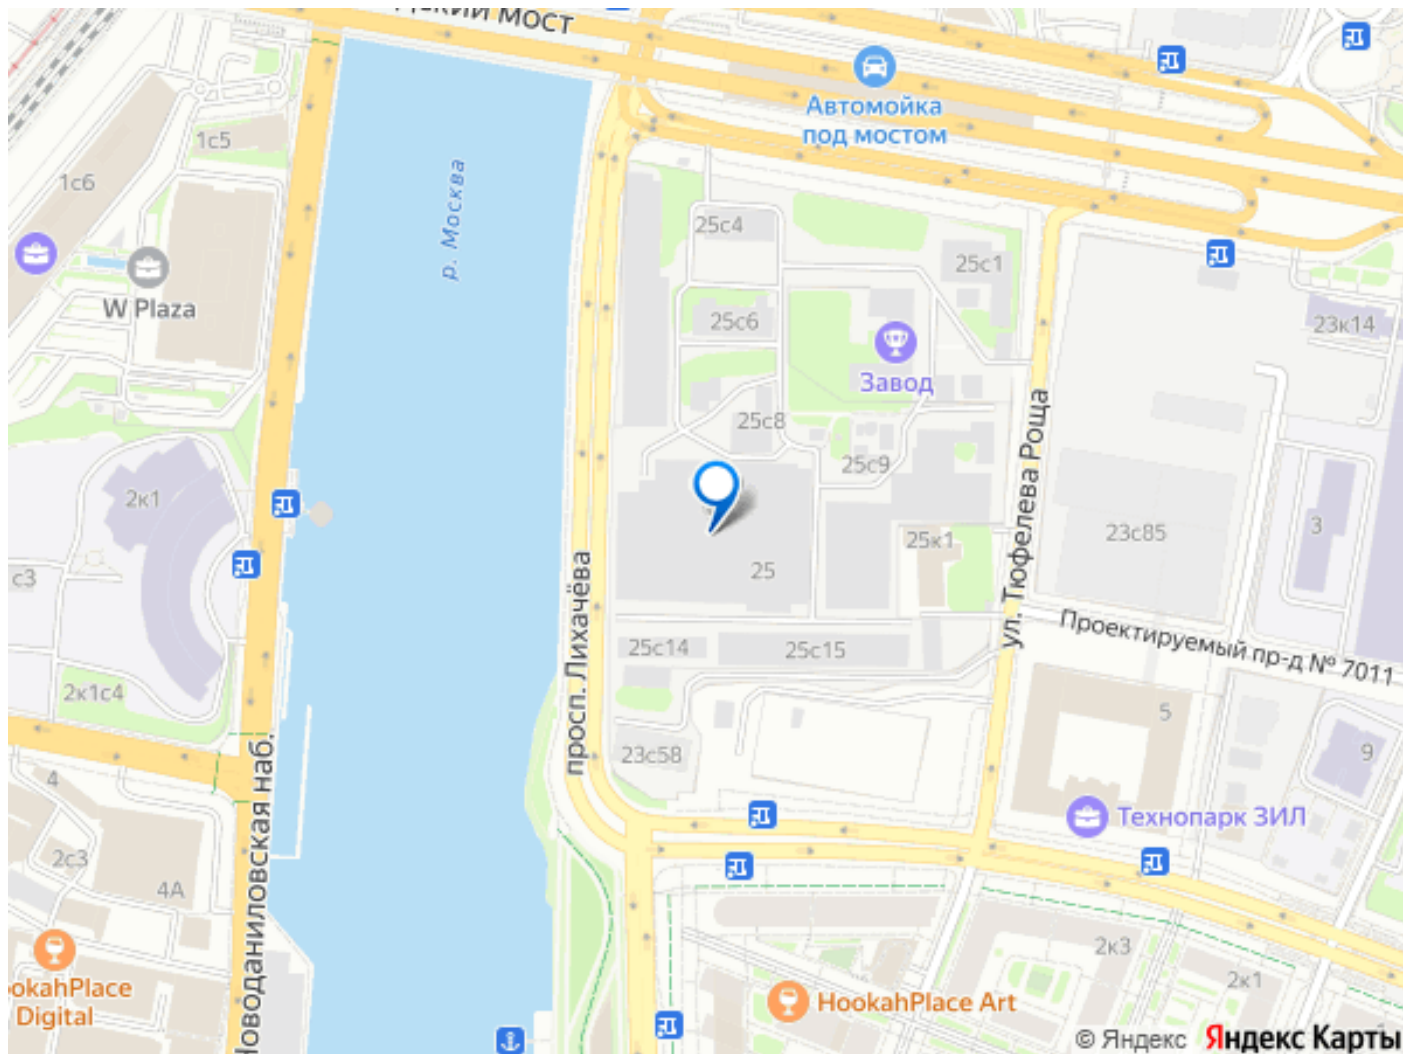 МОСТ
Автомойка
под мостом
1с5
1с6
р. Москва
W Plaza
25с4
25с1
25с6
23к14
Завод
25с8
25с9
ул. Тюфелева Роща
2к1
25к1
23с85
3
с3
25
просп. Лихачёва
Проектируемый пр-д № 7011
25с14
25с15
2к1с4
5
23с58
9
4
Новоданиловская наб.
Технопарк ЗИЛ
2с3
4А
2к3
2к1
okahPlace
Digital
HookahPlace Art
© Яндекс Яндекс Карты